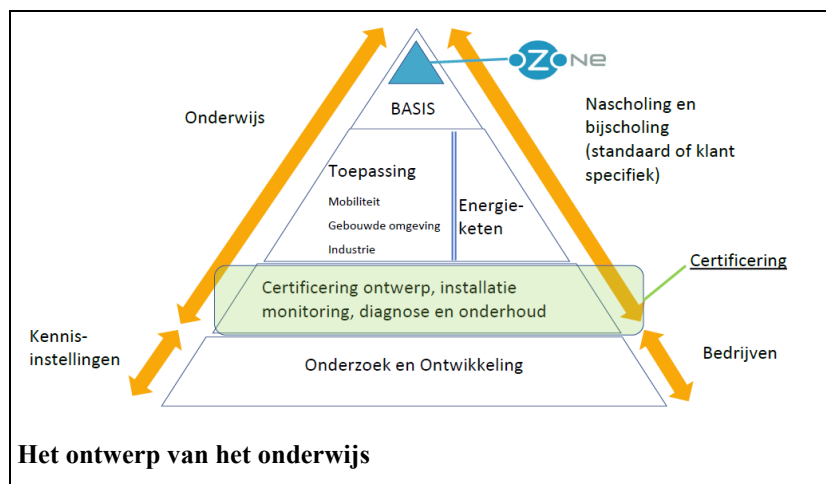 oZone
BASIS
Onderwijs
Nascholing en
bijscholing
(standaard of klant
specifiek)
Toepassing
Mobiliteit
Gebouwde omgeving
Industrie
Energie-
keten
Certificering
Certificering ontwerp, installatie
monitoring, diagnose en onderhoud
Kennis-
instellingen
Onderzoek en Ontwikkeling
Bedrijven
Het ontwerp van het onderwijs